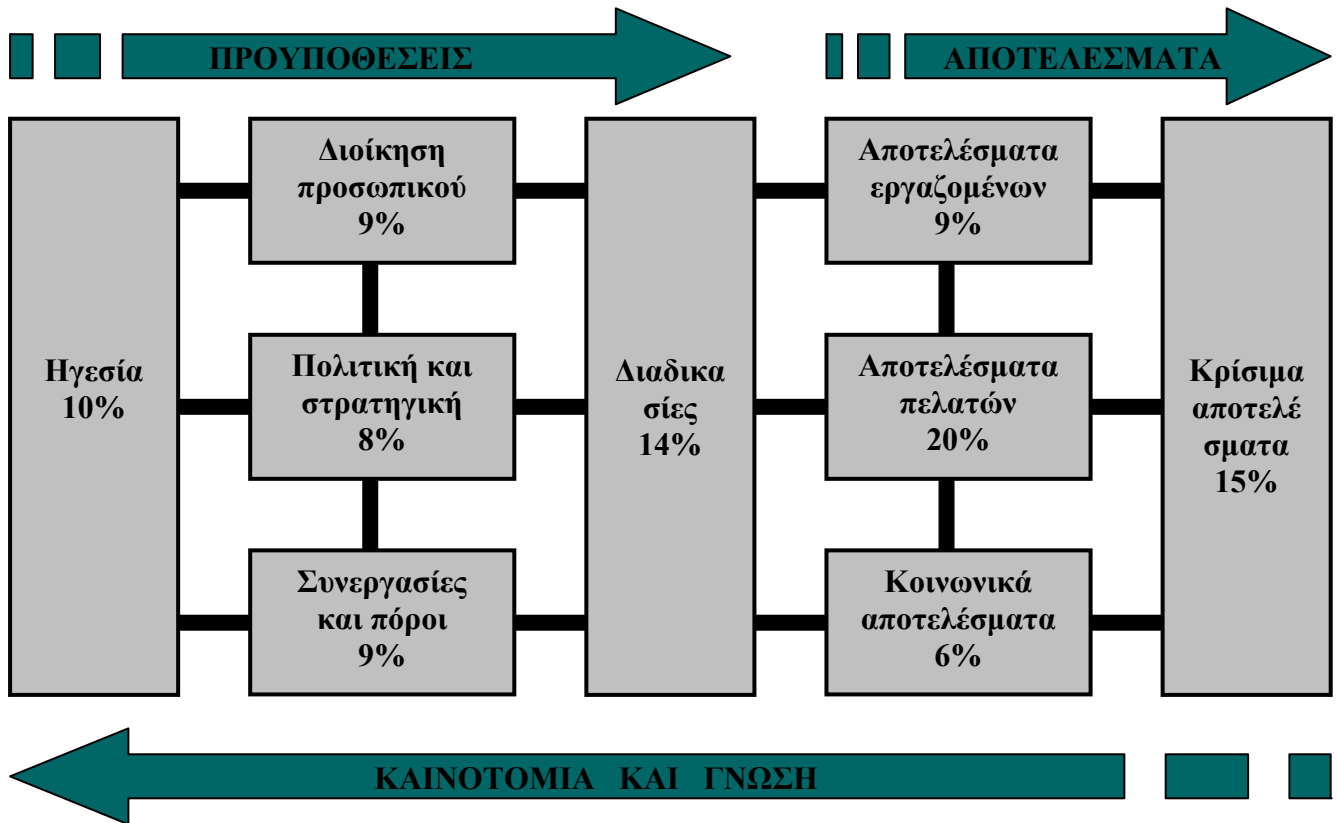 ΠΡΟΥΠΟΘΕΣΕΙΣ
ΑΠΟΤΕΛΕΣΜΑΤΑ
Ηγεσία
10%
Διοίκηση
προσωπικού
9%
Πολιτική και
στρατηγική
8%
Συνεργασίες
και πόροι
9%
Διαδικα
σίες
14%
Αποτελέσματα
εργαζομένων
9%
Αποτελέσματα
πελατών
20%
Κοινωνικά
αποτελέσματα
6%
Κρίσιμα
αποτελέ
σματα
15%
ΚΑΙΝΟΤΟΜΙΑ ΚΑΙ ΓΝΩΣΗ